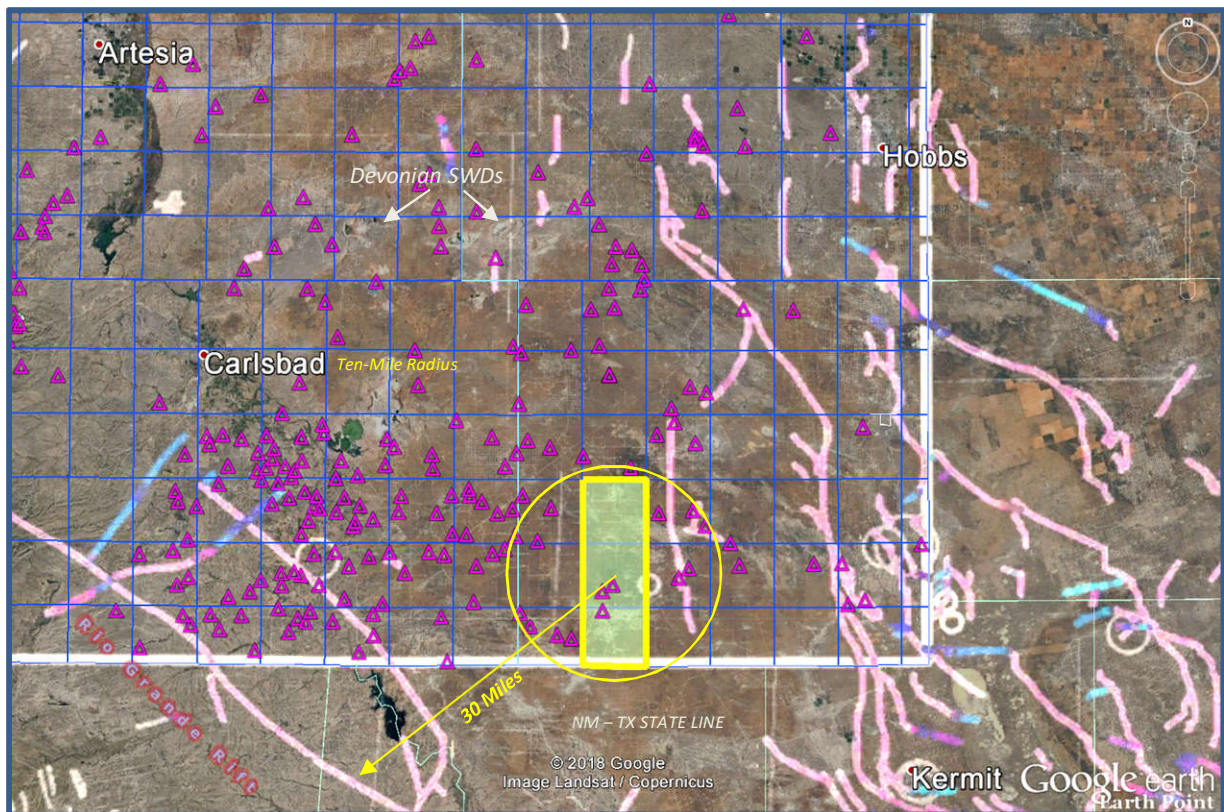 N
Artesia
Hobbs
Devonian SWDs
Carlsbad
Ten-Mile Radius
Rio Grande Rift
30 Miles
NM – TX STATE LINE
© 2018 Google
Image Landsat / Copernicus
Kermit
Google earth
Earth Point